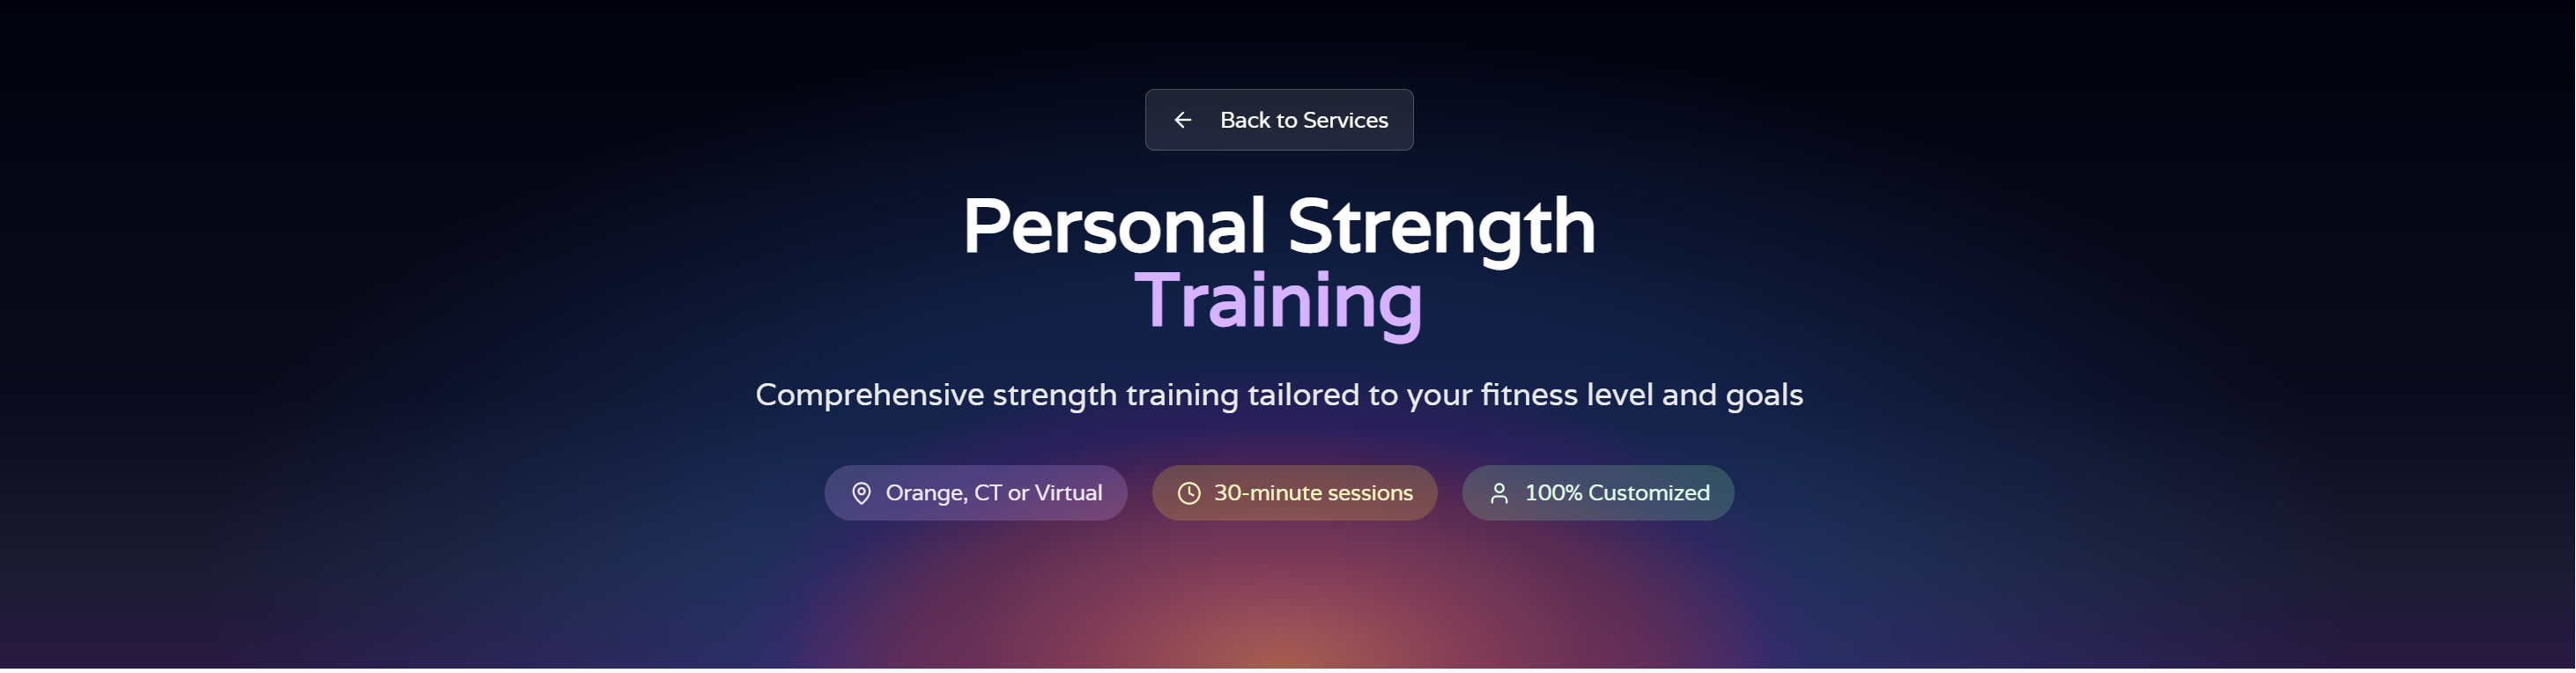 Back to Services
Personal Strength
Training
Comprehensive strength training tailored to your fitness level and goals
Orange, CT or Virtual
30-minute sessions
100% Customized